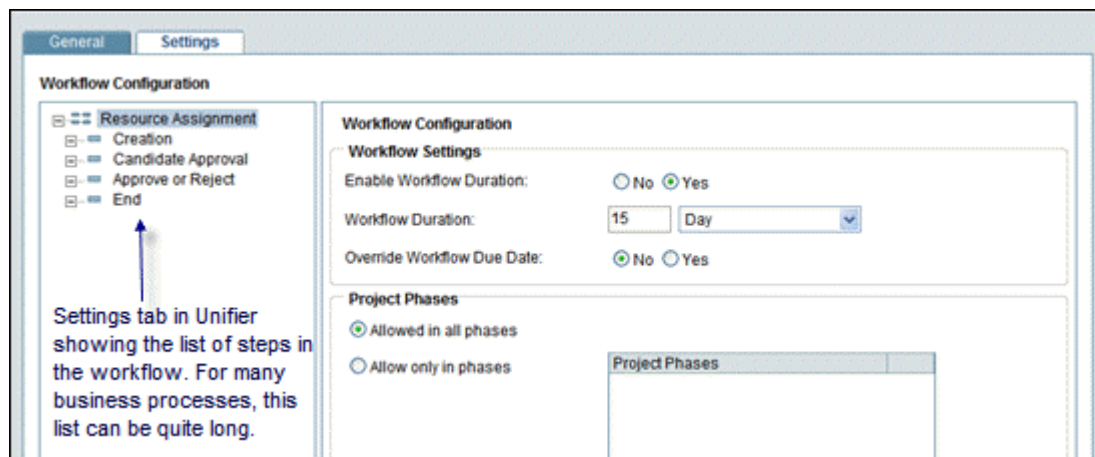 General Settings
Workflow Configuration
Resource Assignment
Creation
Candidate Approval
Approve or Reject
End
Settings tab in Unifier
showing the list of steps in
the workflow. For many
business processes, this
list can be quite long.
Workflow Configuration
Workflow Settings
Enable Workflow Duration: No Yes
Workflow Duration: 15 Day
Override Workflow Due Date: No Yes
Project Phases
Allowed in all phases
Allow only in phases
Project Phases